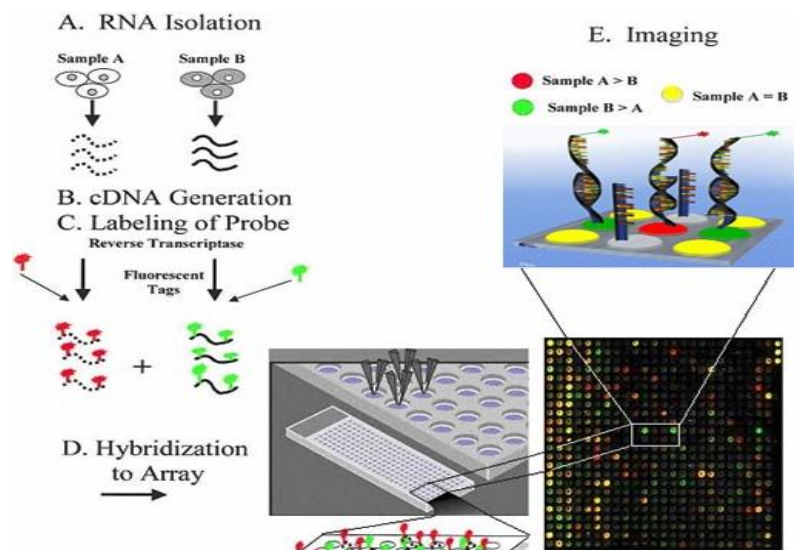 A. RNA Isolation
Sample A
Sample B
B. cDNA Generation
C. Labeling of Probe
Reverse Transcriptase
Fluorescent
Tags
+
D. Hybridization
to Array
E. Imaging
Sample A > B
Sample B > A
Sample A = B